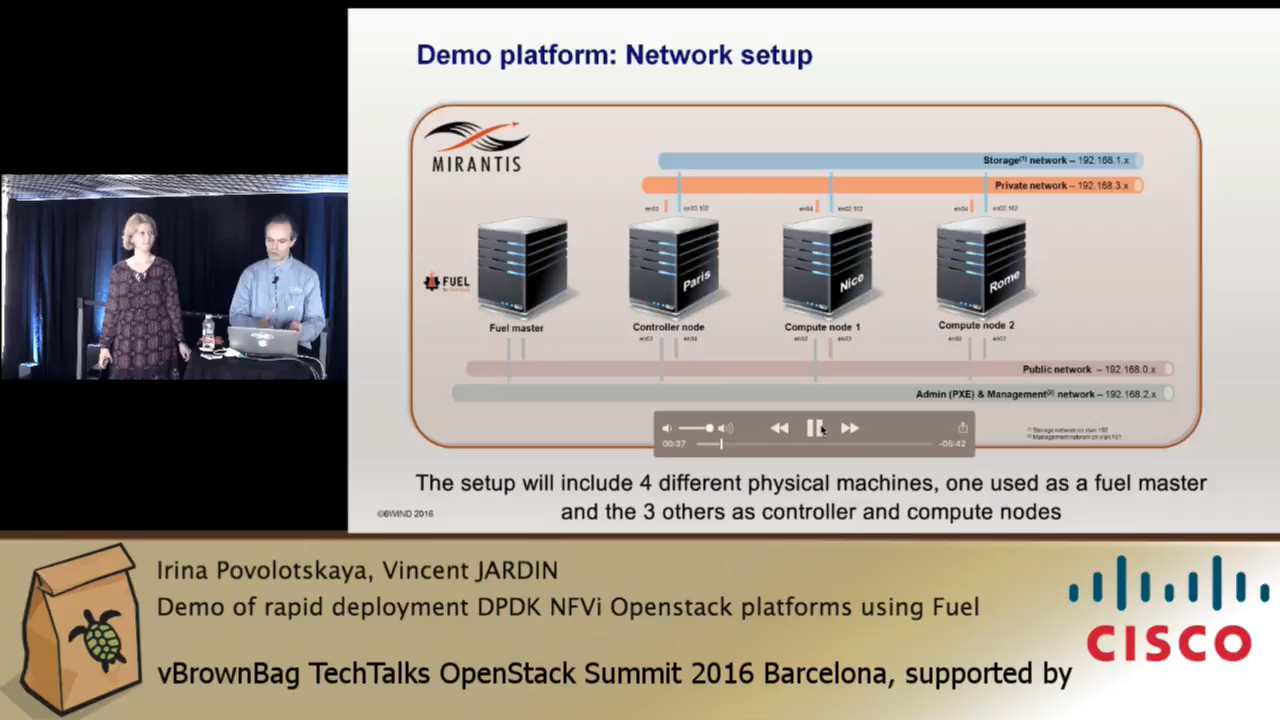 Demo platform: Network setup
MIRANTIS
Storage(1) network – 192.168.1.x
Private network – 192.168.3.x
FUEL
Paris
Nice
Rome
Fuel master
Controller node
Compute node 1
Compute node 2
Public network – 192.168.0.x
Admin (PXE) & Management(2) network – 192.168.2.x
00:37
-05:42
The setup will include 4 different physical machines, one used as a fuel master
and the 3 others as controller and compute nodes
©6WIND 2016
Irina Povolotskaya, Vincent JARDIN
Demo of rapid deployment DPDK NFVi Openstack platforms using Fuel
vBrownBag TechTalks OpenStack Summit 2016 Barcelona, supported by
CISCO